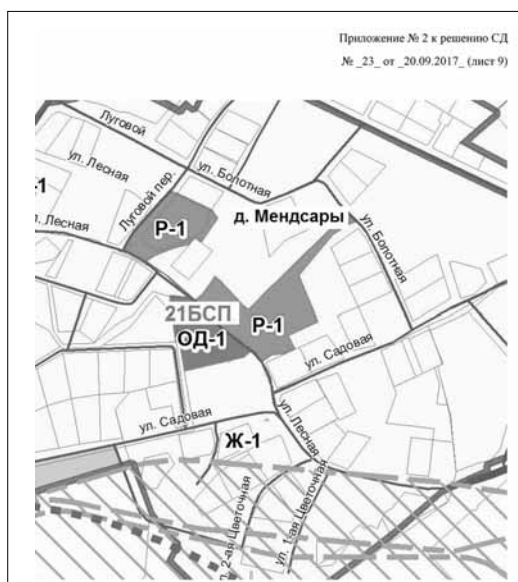 Приложение № 2 к решению СД
№ _23_ от _20.09.2017_ (лист 9)
Луговой
ул. Лесная
ул. Болотная
-1
Луговой пер.
л. Лесная
Р-1
д. Мендсары
ул. Болотная
21БСП
ОД-1
Р-1
ул. Садовая
ул. Садовая
ул. Лесная
Ж-1
л. 2-ая Цветочная
ул. 1-ая Цветочная